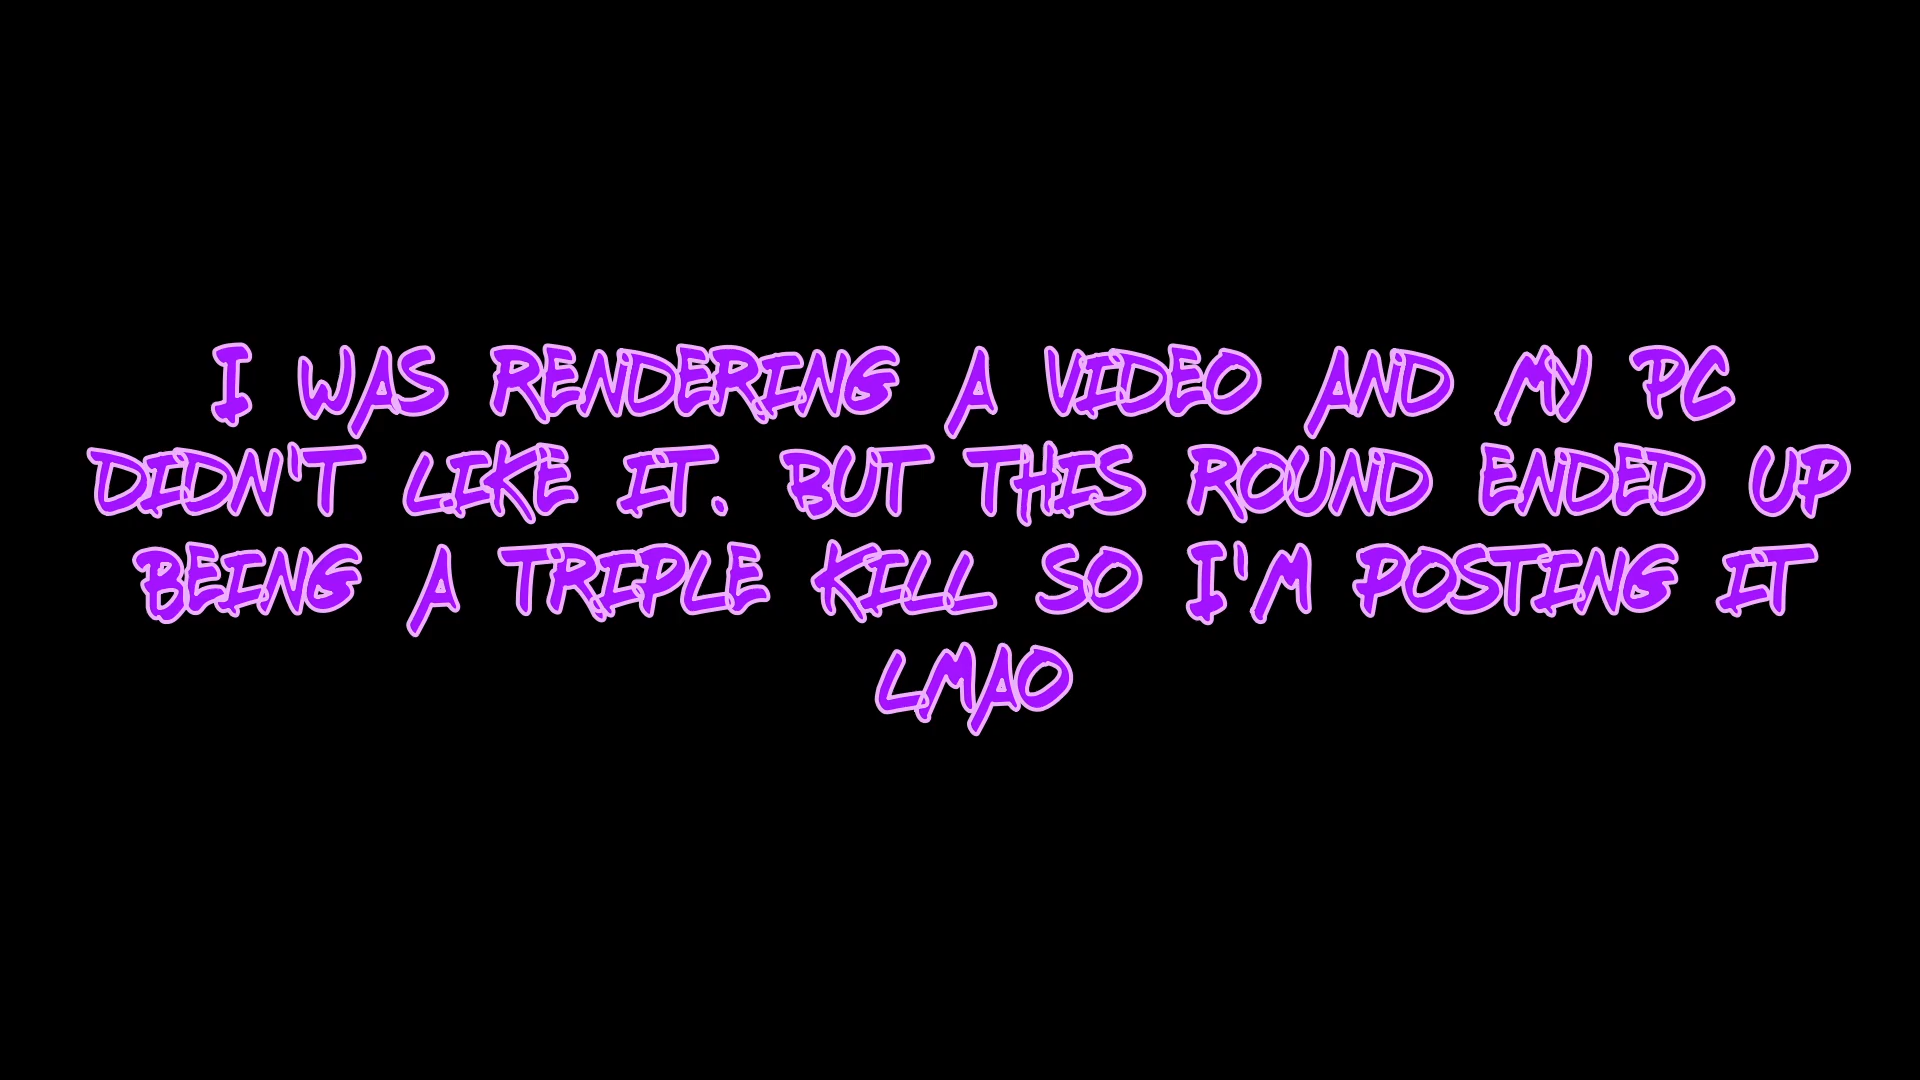 I WAS RENDERING A VIDEO AND MY PC
DIDN'T LIKE IT. BUT THIS ROUND ENDED UP
BEING A TRIPLE KILL SO I'M POSTING IT
LMAO